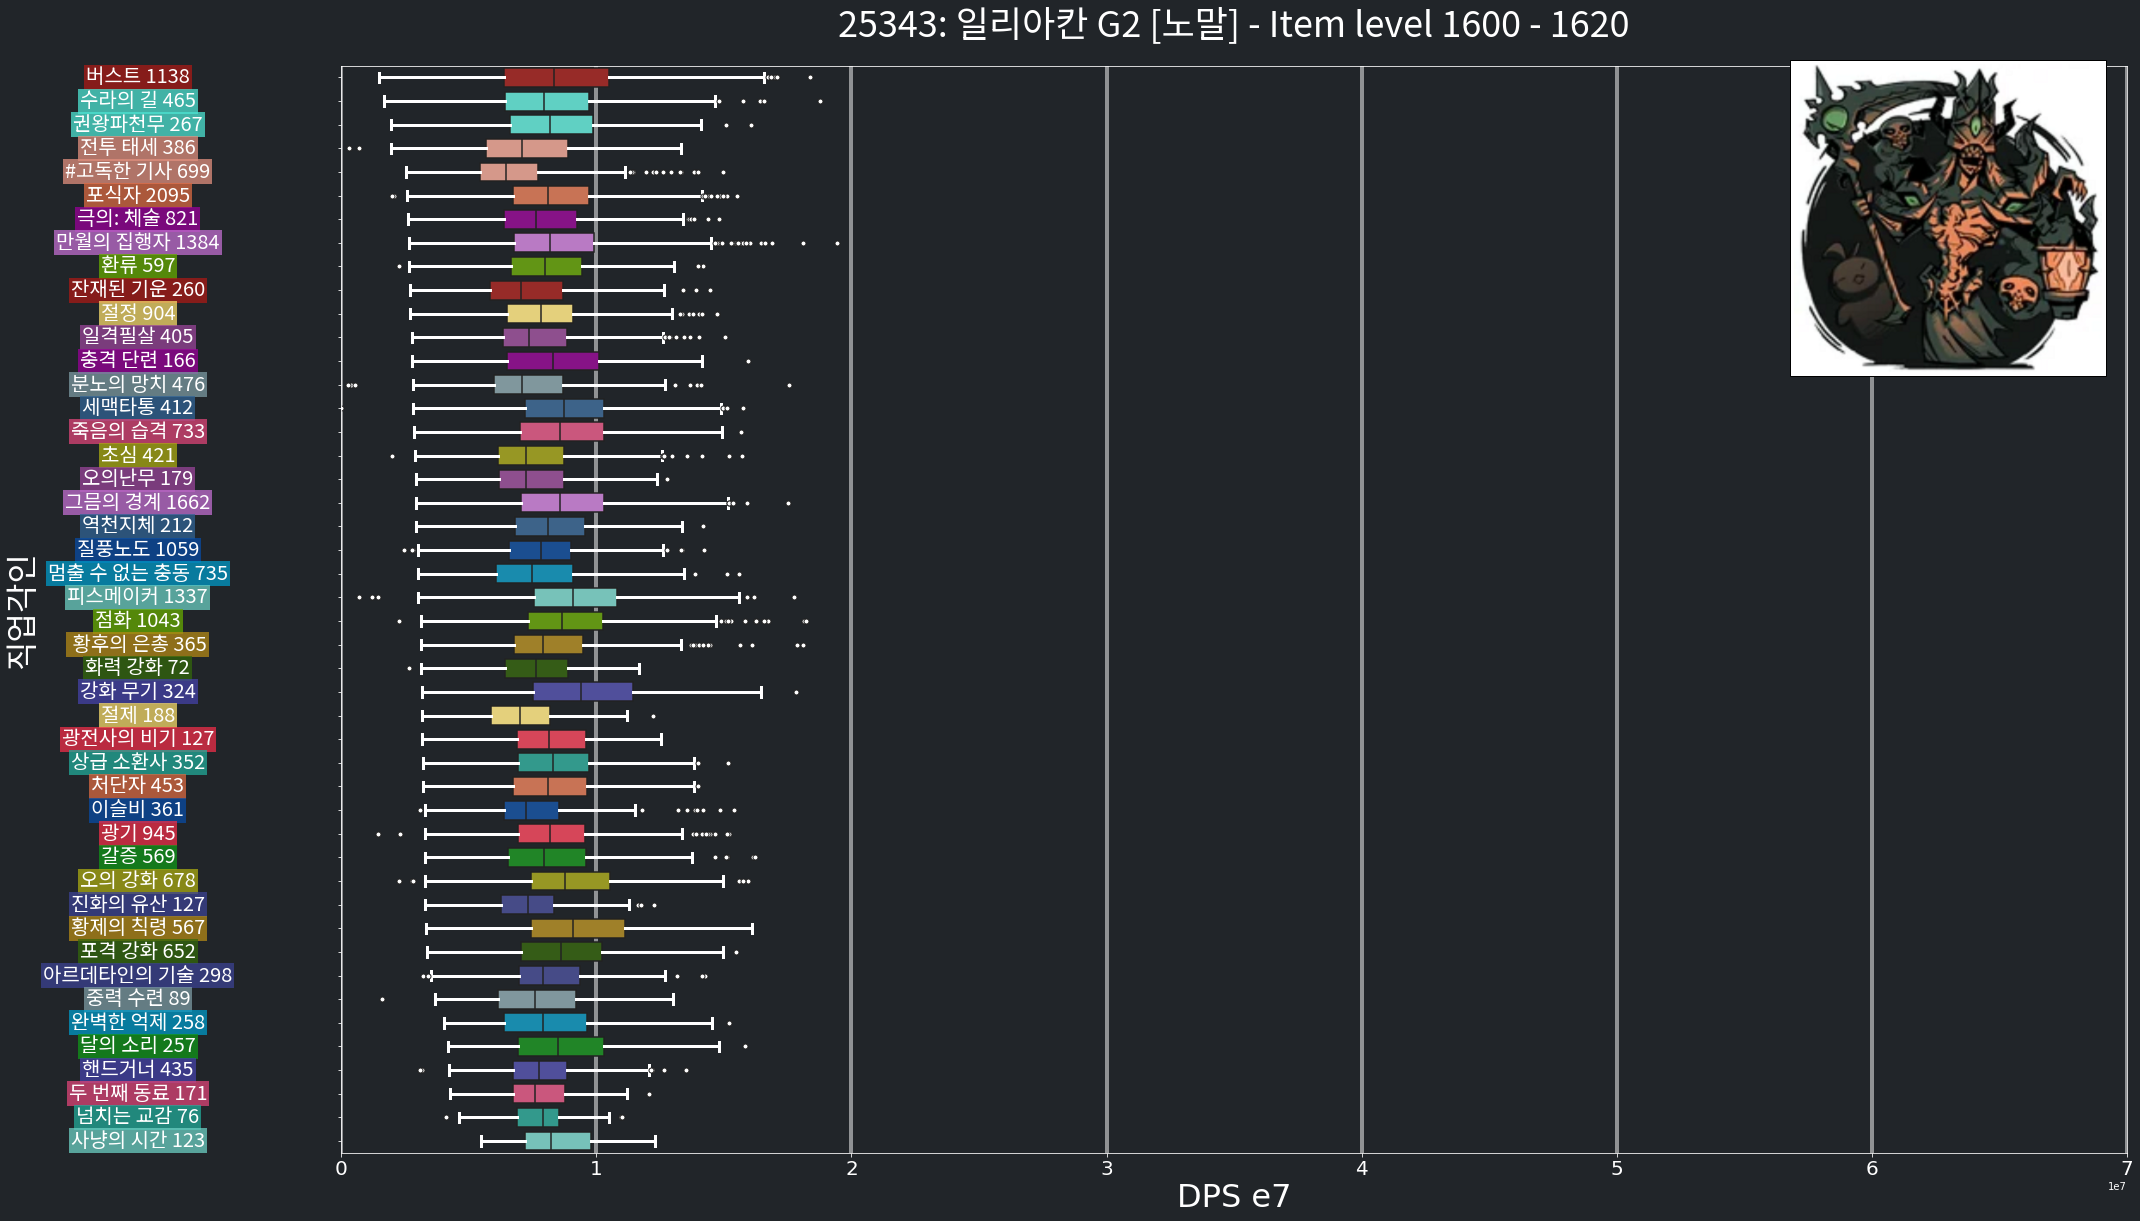 25343: 일리아칸 G2 [노말] - Item level 1600 - 1620
직업각인
버스트 1138
수라의 길 465
권왕파천무 267
전투 태세 386
#고독한 기사 699
포식자 2095
극의: 체술 821
만월의 집행자 1384
환류 597
잔재된 기운 260
절정 904
일격필살 405
충격 단련 166
분노의 망치 476
세맥타통 412
죽음의 습격 733
초심 421
오의난무 179
그믐의 경계 1662
역천지체 212
질풍노도 1059
멈출 수 없는 충동 735
피스메이커 1337
점화 1043
황후의 은총 365
화력 강화 72
강화 무기 324
절제 188
광전사의 비기 127
상급 소환사 352
처단자 453
이슬비 361
광기 945
갈증 569
오의 강화 678
진화의 유산 127
황제의 칙령 567
포격 강화 652
아르데타인의 기술 298
중력 수련 89
완벽한 억제 258
달의 소리 257
핸드거너 435
두 번째 동료 171
넘치는 교감 76
사냥의 시간 123
0 1 2 3 4 5 6 7
1e7
DPS e7